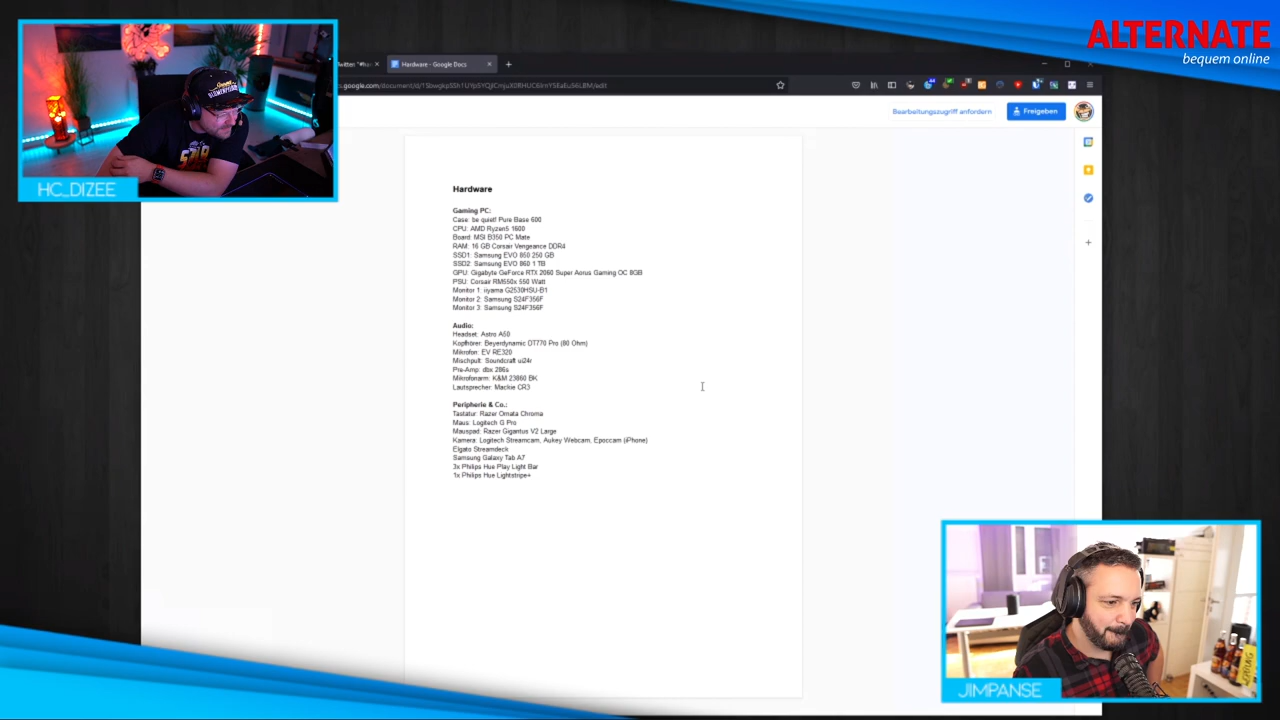 ALTERNATE
bequem online
Hardware - Google Docs
Bearbeitungszugriff anfordern
Freigeben
HC_DIZEE
Hardware
Gaming PC:
Case: be quiet! Pure Base 600
CPU: AMD Ryzen5 1600
Board: MSI B350 PC Mate
RAM: 16 GB Corsair Vengeance DDR4
SSD1: Samsung EVO 850 250 GB
SSD2: Samsung EVO 860 1 TB
GPU: Gigabyte GeForce RTX 2060 Super Aorus Gaming OC 8GB
PSU: Corsair RM550x 550 Watt
Monitor 1: iiyama G2530HSU-B1
Monitor 2: Samsung S24F356F
Monitor 3: Samsung S24F356F
Audio:
Headset: Astro A50
Kopfhörer: Beyerdynamic DT770 Pro (80 Ohm)
Mikrofon: EV RE320
Mischpult: Soundcraft ui24r
Pre-Amp: dbx 286s
Mikrofonarm: K&M 23860 BK
Lautsprecher: Mackie CR3
Peripherie & Co.:
Tastatur: Razer Ornata Chroma
Maus: Logitech G Pro
Mauspad: Razer Gigantus V2 Large
Kamera: Logitech Streamcam, Aukey Webcam, Epoccam (iPhone)
Elgato Streamdeck
Samsung Galaxy Tab A7
3x Philips Hue Play Light Bar
1x Philips Hue Lightstripe+
JIMPANSE